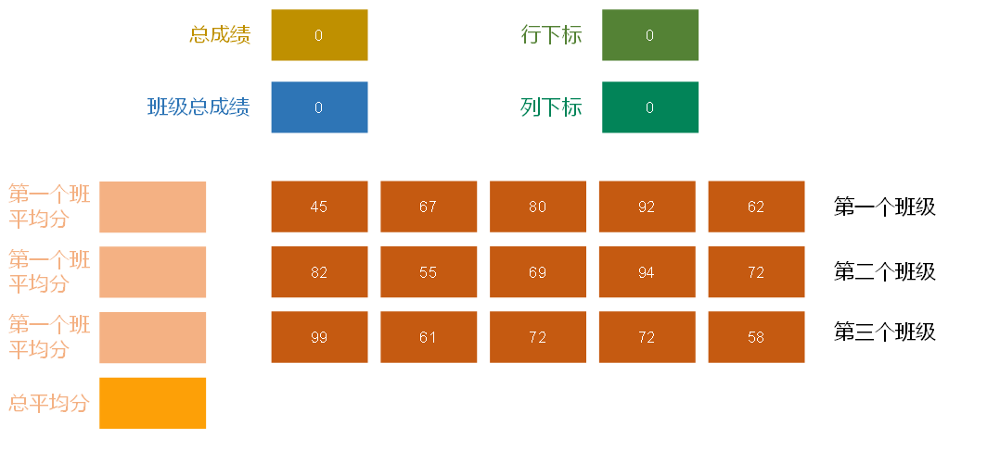 总成绩 0 行下标 0
班级总成绩 0 列下标 0
第一个班
平均分
45 67 80 92 62 第一个班级
第一个班
平均分
82 55 69 94 72 第二个班级
第一个班
平均分
99 61 72 72 58 第三个班级
总平均分